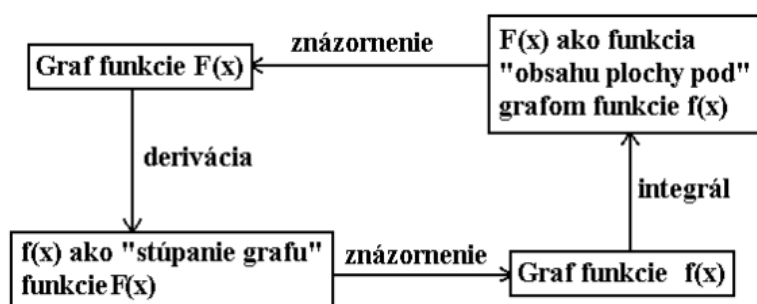 znázornenie
Graf funkcie F(x)
F(x) ako funkcia
"obsahu plochy pod"
grafom funkcie f(x)
derivácia
integrál
f(x) ako "stúpanie grafu"
funkcie F(x)
znázornenie
Graf funkcie f(x)